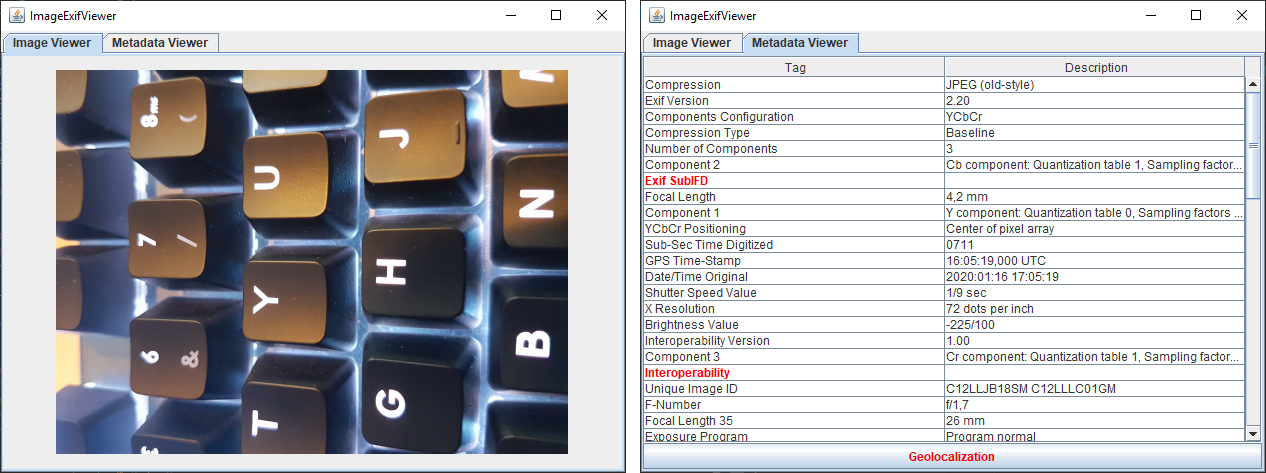 ImageExifViewer
Image Viewer Metadata Viewer
8ms (
J
U
7 /
N
H
Y
6 &
B
G
T
£
ImageExifViewer
Image Viewer Metadata Viewer
Tag Description
Compression JPEG (old-style)
Exif Version 2.20
Components Configuration YCbCr
Compression Type Baseline
Number of Components 3
Component 2 Cb component: Quantization table 1, Sampling factor...
Exif SubIFD
Focal Length 4,2 mm
Component 1 Y component: Quantization table 0, Sampling factors ...
YCbCr Positioning Center of pixel array
Sub-Sec Time Digitized 0711
GPS Time-Stamp 16:05:19,000 UTC
Date/Time Original 2020:01:16 17:05:19
Shutter Speed Value 1/9 sec
X Resolution 72 dots per inch
Brightness Value -225/100
Interoperability Version 1.00
Component 3 Cr component: Quantization table 1, Sampling factor...
Interoperability
Unique Image ID C12LLJB18SM C12LLLC01GM
F-Number f/1,7
Focal Length 35 26 mm
Exposure Program Program normal
Geolocalization